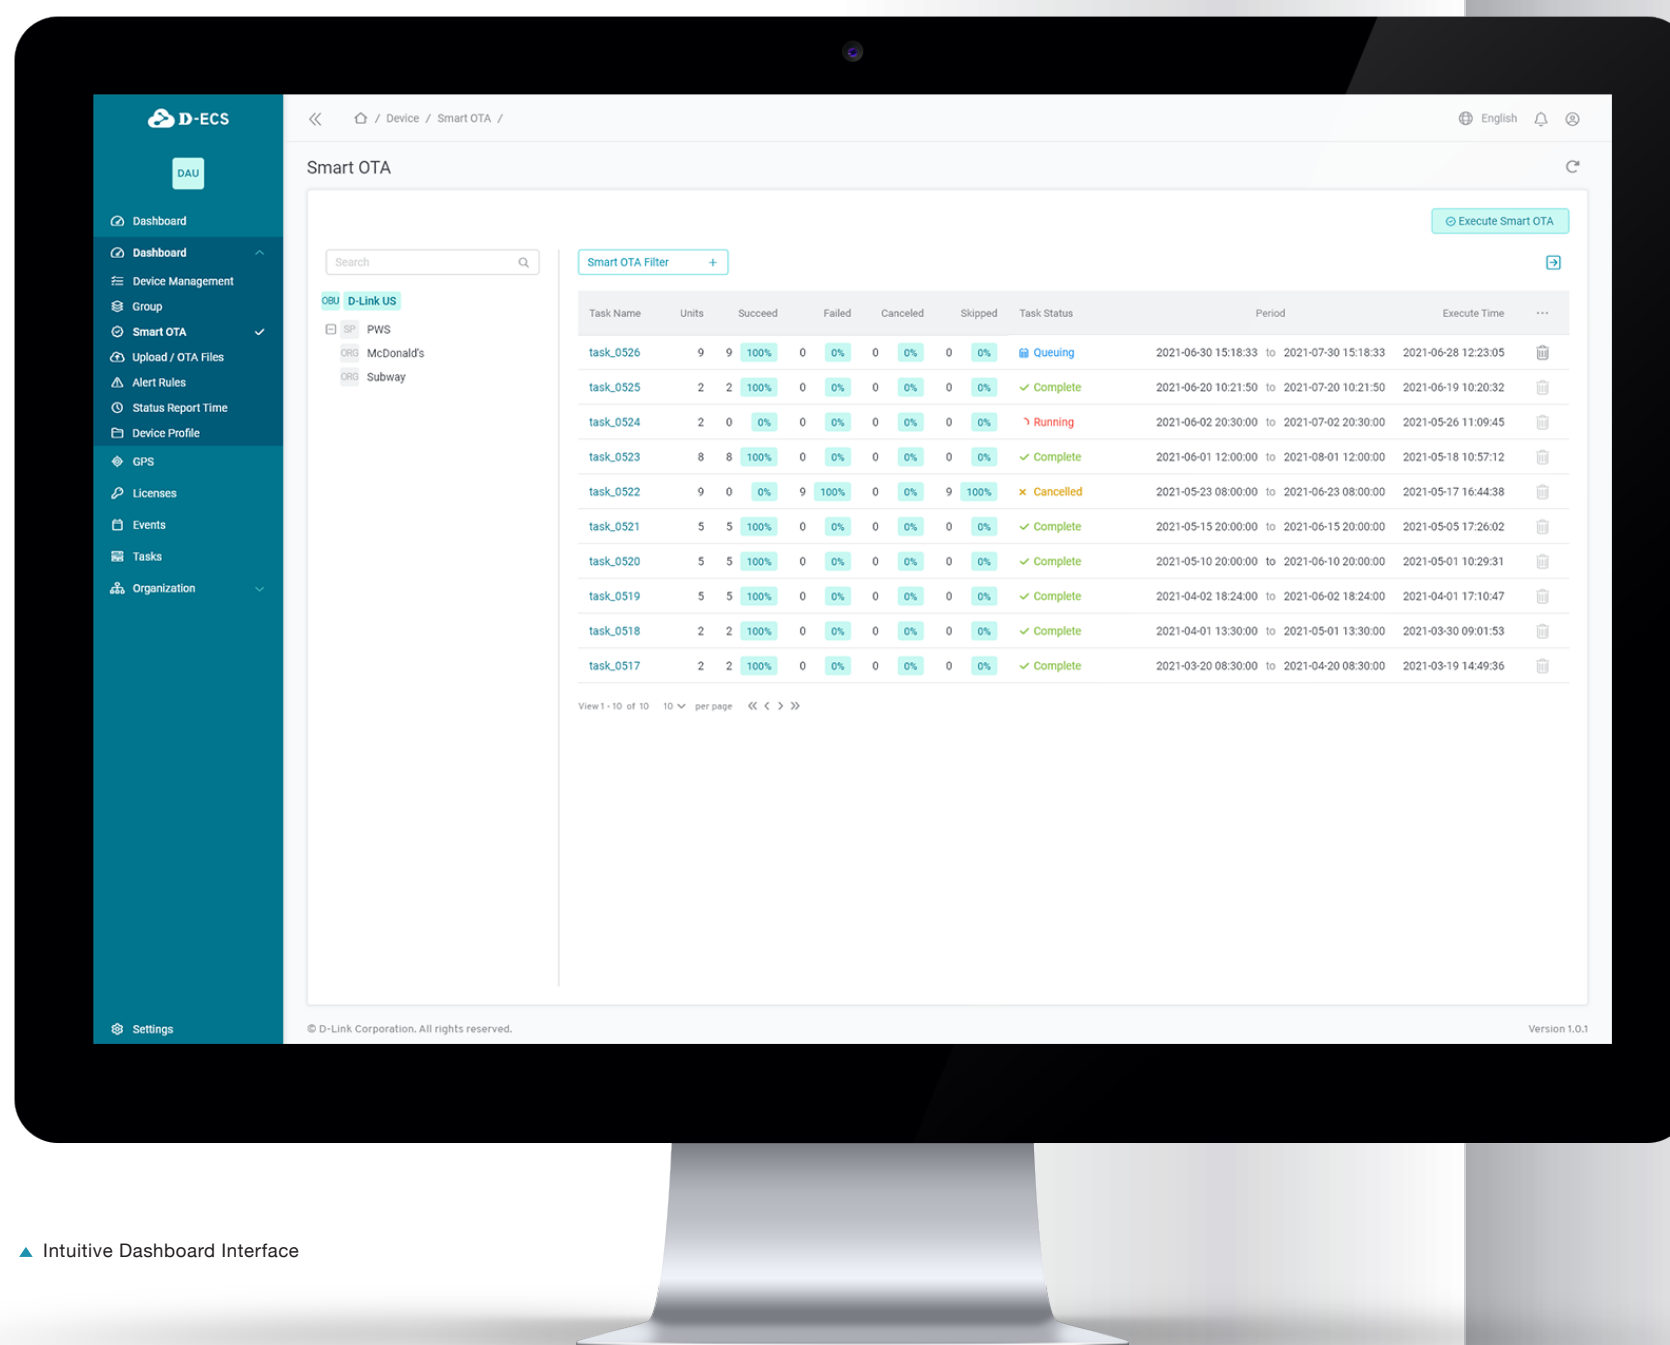 D-ECS
/ Device / Smart OTA /
English
DAU
Smart OTA
Dashboard
Dashboard
Device Management
Group
Smart OTA
Upload / OTA Files
Alert Rules
Status Report Time
Device Profile
GPS
Licenses
Events
Tasks
Organization
Settings
Execute Smart OTA
Search
OBU D-Link US
SP PWS
ORG McDonald's
ORG Subway
Smart OTA Filter +
Task Name Units Succeed Failed Canceled Skipped Task Status Period Execute Time ...
task_0526 9 9 100% 0 0% 0 0% 0 0% Queuing 2021-06-30 15:18:33 to 2021-07-30 15:18:33 2021-06-28 12:23:05
task_0525 2 2 100% 0 0% 0 0% 0 0% Complete 2021-06-20 10:21:50 to 2021-07-20 10:21:50 2021-06-19 10:20:32
task_0524 2 0 0% 0 0% 0 0% 0 0% Running 2021-06-02 20:30:00 to 2021-07-02 20:30:00 2021-05-26 11:09:45
task_0523 8 8 100% 0 0% 0 0% 0 0% Complete 2021-06-01 12:00:00 to 2021-08-01 12:00:00 2021-05-18 10:57:12
task_0522 9 0 0% 9 100% 0 0% 9 100% Cancelled 2021-05-23 08:00:00 to 2021-06-23 08:00:00 2021-05-17 16:44:38
task_0521 5 5 100% 0 0% 0 0% 0 0% Complete 2021-05-15 20:00:00 to 2021-06-15 20:00:00 2021-05-05 17:26:02
task_0520 5 5 100% 0 0% 0 0% 0 0% Complete 2021-05-10 20:00:00 to 2021-06-10 20:00:00 2021-05-01 10:29:31
task_0519 5 5 100% 0 0% 0 0% 0 0% Complete 2021-04-02 18:24:00 to 2021-06-02 18:24:00 2021-04-01 17:10:47
task_0518 2 2 100% 0 0% 0 0% 0 0% Complete 2021-04-01 13:30:00 to 2021-05-01 13:30:00 2021-03-30 09:01:53
task_0517 2 2 100% 0 0% 0 0% 0 0% Complete 2021-03-20 08:30:00 to 2021-04-20 08:30:00 2021-03-19 14:49:36
View 1 - 10 of 10 10 per page
© D-Link Corporation. All rights reserved.
Version 1.0.1
Intuitive Dashboard Interface